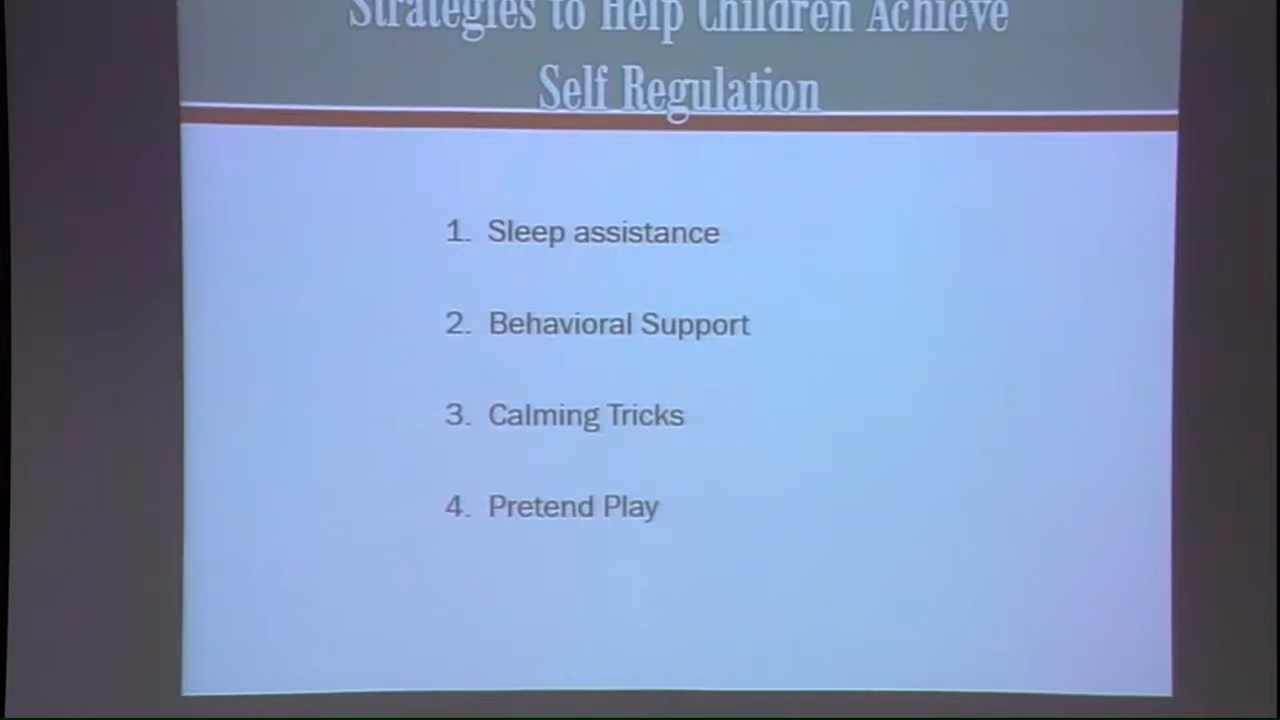 Strategies to Help Children Achieve
Self Regulation
1. Sleep assistance
2. Behavioral Support
3. Calming Tricks
4. Pretend Play